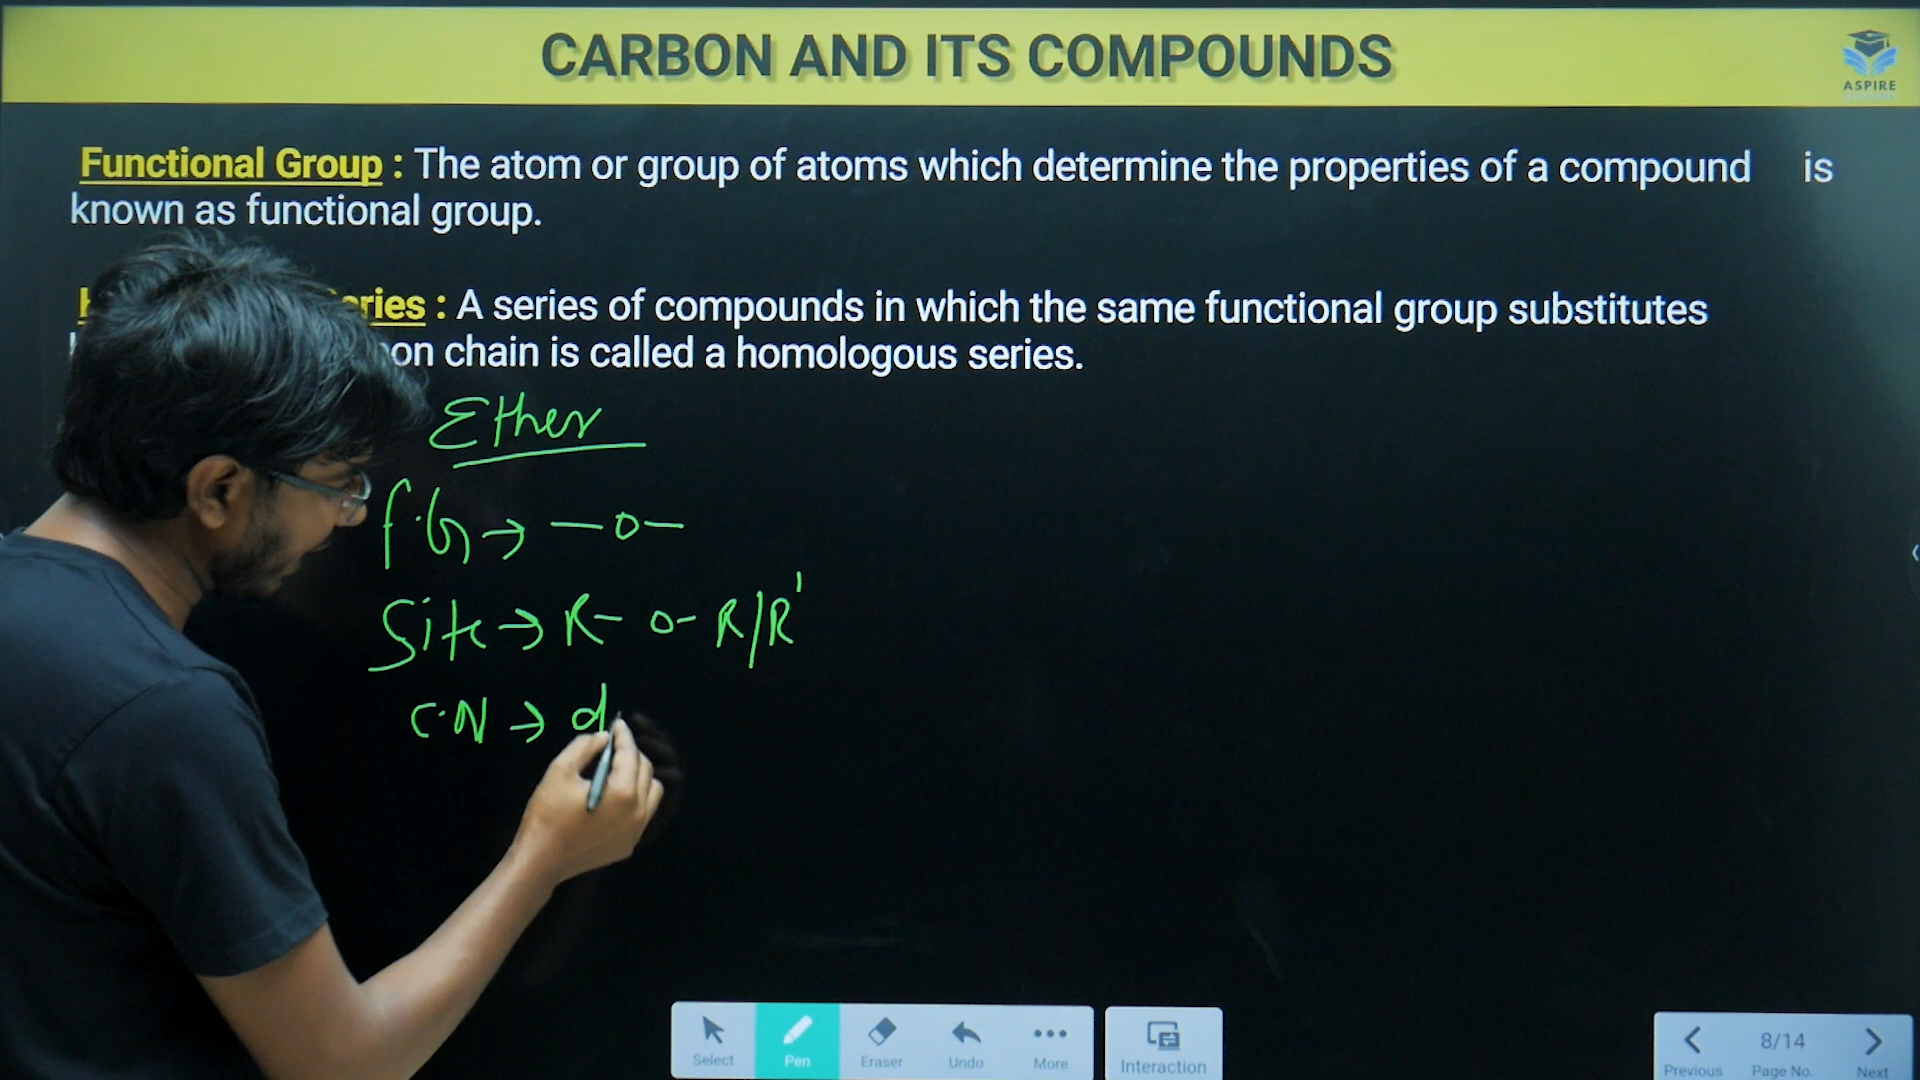 CARBON AND ITS COMPOUNDS
ASPIRE
Functional Group : The atom or group of atoms which determine the properties of a compound is
known as functional group.
ries : A series of compounds in which the same functional group substitutes
on chain is called a homologous series.
Ether
f.G → —O—
Site → R- O- R/R'
C.N → d
Select
Pen
Eraser
Undo
More
Interaction
Previous
8/14
Page No.
Next